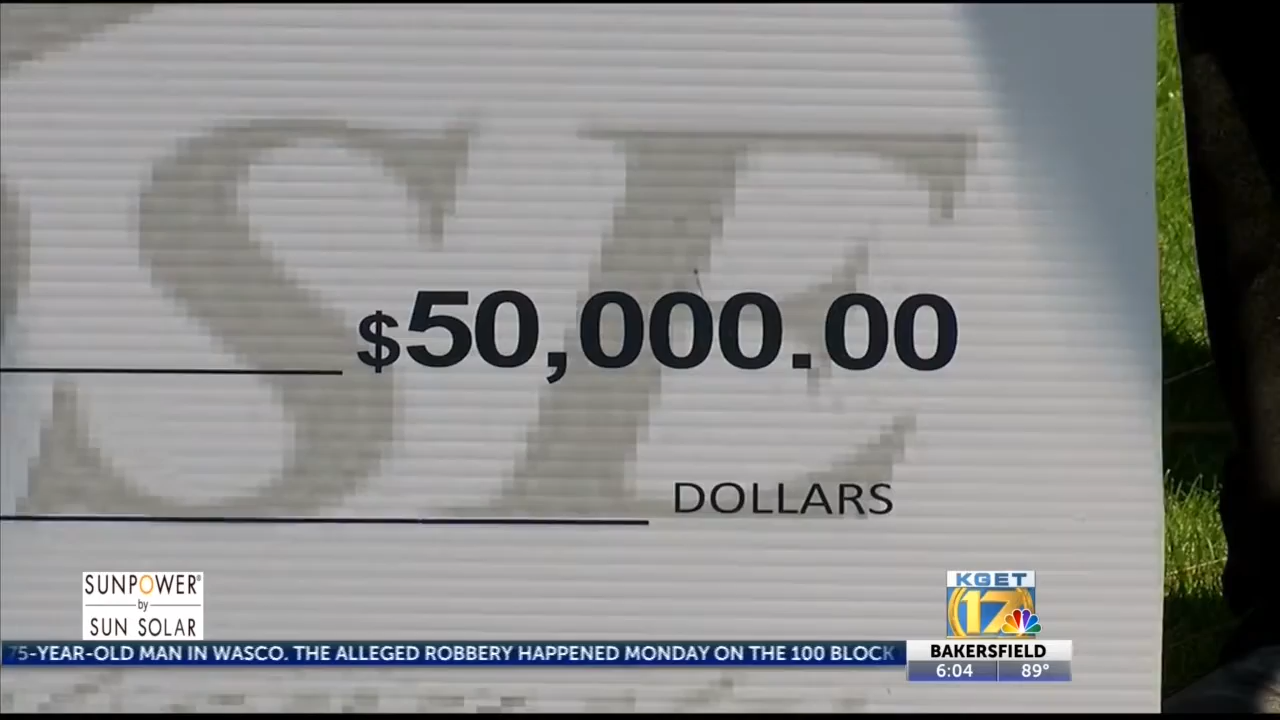 SE
$50,000.00
DOLLARS
SUNPOWER®
by
SUN SOLAR
KGET
17
75-YEAR-OLD MAN IN WASCO. THE ALLEGED ROBBERY HAPPENED MONDAY ON THE 100 BLOCK
BAKERSFIELD
6:04 89°